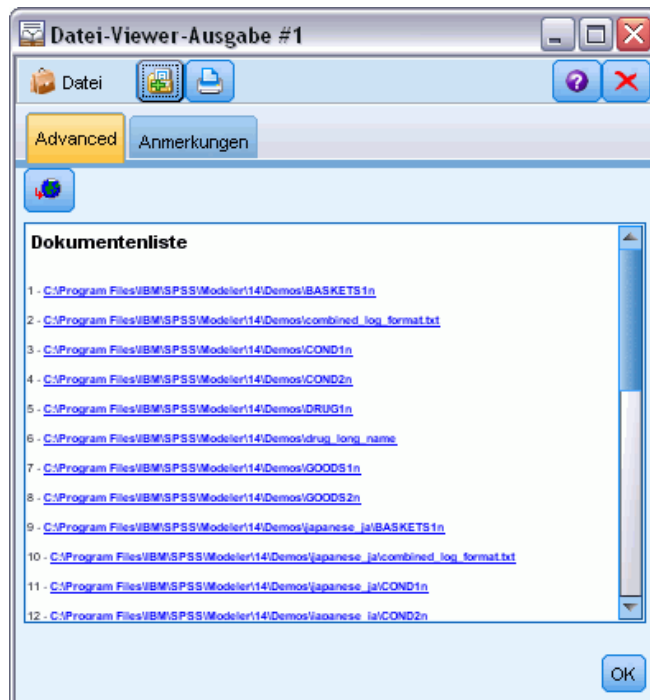 Datei-Viewer-Ausgabe #1
Datei
Advanced
Anmerkungen
Dokumentenliste
1 - C:\Program Files\IBM\SPSS\Modeler\14\Demos\BASKETS1n
2 - C:\Program Files\IBM\SPSS\Modeler\14\Demos\combined_log_format.txt
3 - C:\Program Files\IBM\SPSS\Modeler\14\Demos\COND1n
4 - C:\Program Files\IBM\SPSS\Modeler\14\Demos\COND2n
5 - C:\Program Files\IBM\SPSS\Modeler\14\Demos\DRUG1n
6 - C:\Program Files\IBM\SPSS\Modeler\14\Demos\drug_long_name
7 - C:\Program Files\IBM\SPSS\Modeler\14\Demos\GOODS1n
8 - C:\Program Files\IBM\SPSS\Modeler\14\Demos\GOODS2n
9 - C:\Program Files\IBM\SPSS\Modeler\14\Demos\japanese_ja\BASKETS1n
10 - C:\Program Files\IBM\SPSS\Modeler\14\Demos\japanese_ja\combined_log_format.txt
11 - C:\Program Files\IBM\SPSS\Modeler\14\Demos\japanese_ja\COND1n
12 - C:\Program Files\IBM\SPSS\Modeler\14\Demos\japanese_ja\COND2n
OK